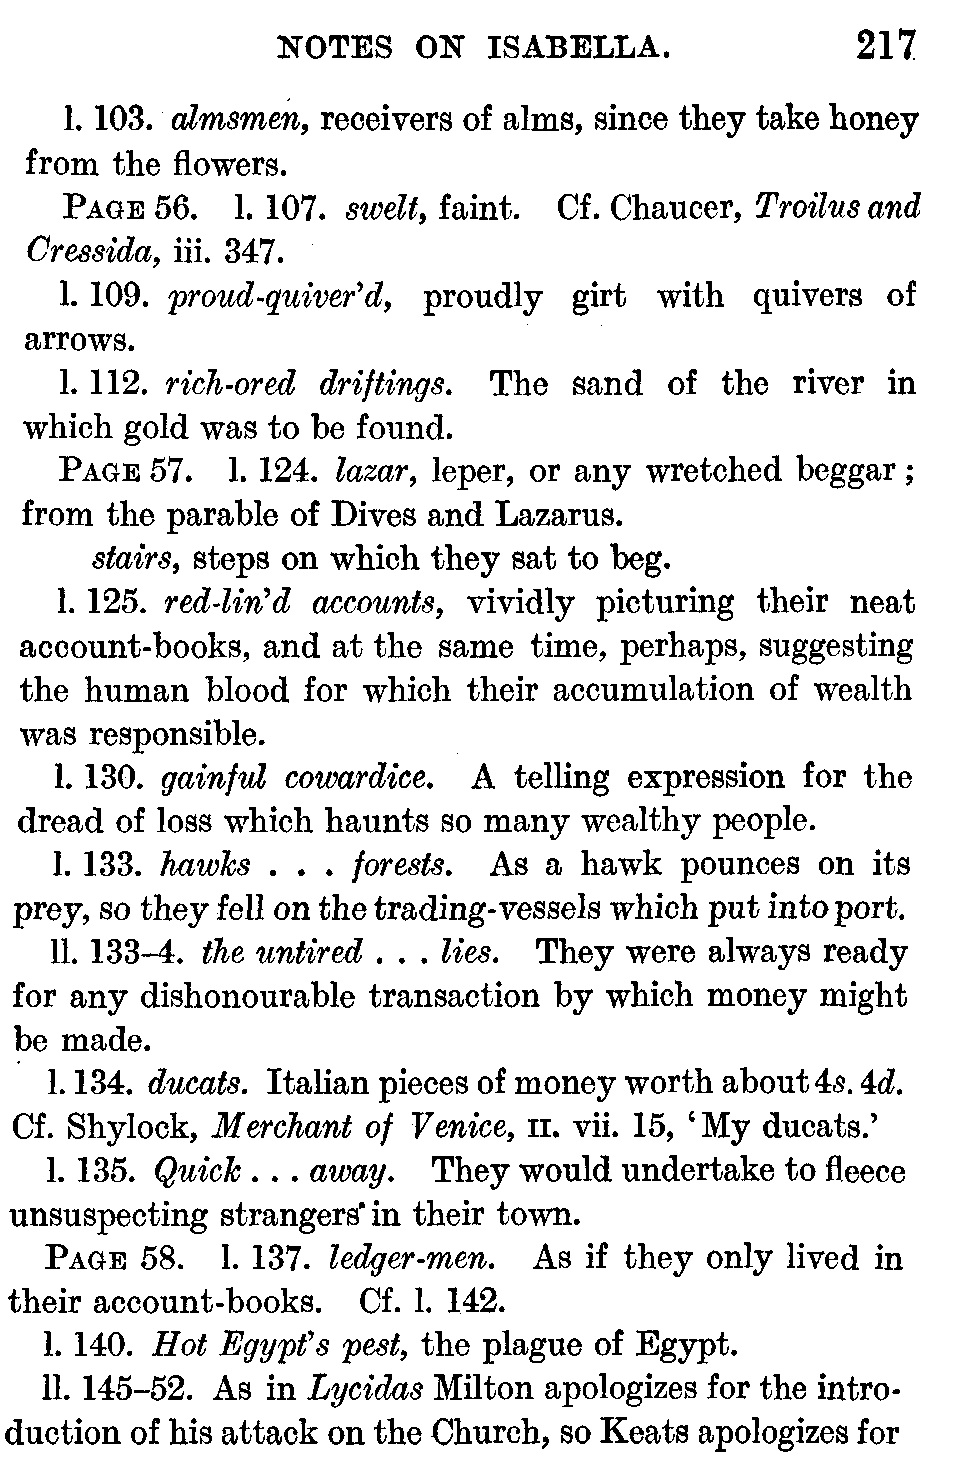 NOTES ON ISABELLA. 217
l. 103. almsmen, receivers of alms, since they take honey
from the flowers.
PAGE 56. l. 107. swelt, faint. Cf. Chaucer, Troilus and
Cressida, iii. 347.
l. 109. proud-quiver'd, proudly girt with quivers of
arrows.
l. 112. rich-ored driftings. The sand of the river in
which gold was to be found.
PAGE 57. l. 124. lazar, leper, or any wretched beggar;
from the parable of Dives and Lazarus.
stairs, steps on which they sat to beg.
l. 125. red-lin'd accounts, vividly picturing their neat
account-books, and at the same time, perhaps, suggesting
the human blood for which their accumulation of wealth
was responsible.
l. 130. gainful cowardice. A telling expression for the
dread of loss which haunts so many wealthy people.
l. 133. hawks . . . forests. As a hawk pounces on its
prey, so they fell on the trading-vessels which put into port.
ll. 133-4. the untired . . . lies. They were always ready
for any dishonourable transaction by which money might
be made.
l. 134. ducats. Italian pieces of money worth about 4s. 4d.
Cf. Shylock, Merchant of Venice, II. vii. 15, 'My ducats.'
l. 135. Quick . . . away. They would undertake to fleece
unsuspecting strangers in their town.
PAGE 58. l. 137. ledger-men. As if they only lived in
their account-books. Cf. l. 142.
l. 140. Hot Egypt's pest, the plague of Egypt.
ll. 145-52. As in Lycidas Milton apologizes for the intro-
duction of his attack on the Church, so Keats apologizes for